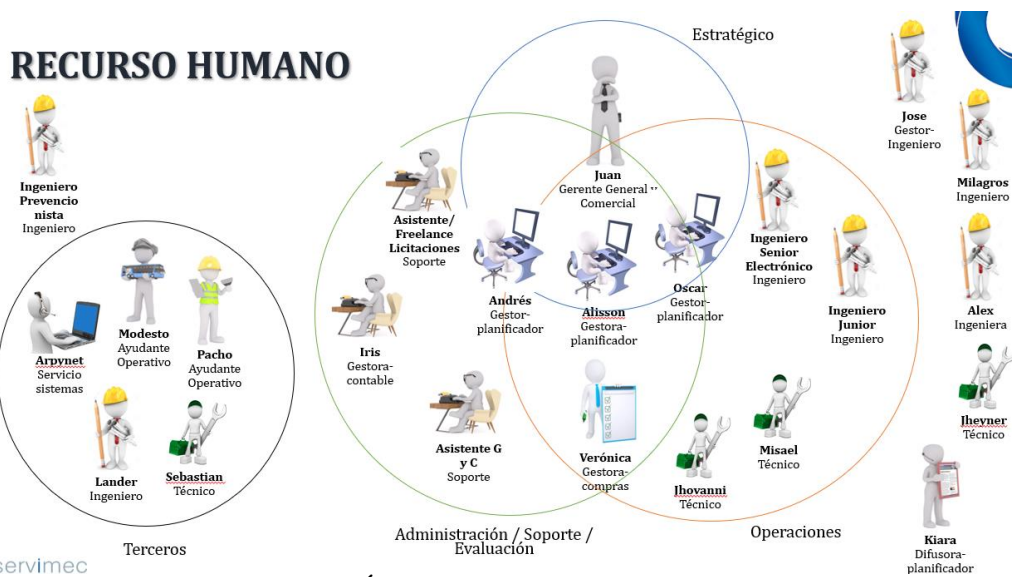 RECURSO HUMANO
Estratégico
Ingeniero
Prevencio
nista
Ingeniero
Jose
Gestor-
Ingeniero
Milagros
Ingeniero
Juan
Gerente General
Comercial
Asistente/
Freelance
Licitaciones
Soporte
Ingeniero
Senior
Electrónico
Ingeniero
Andrés
Gestor-
planificador
Alisson
Gestora-
planificador
Oscar
Gestor-
planificador
Ingeniero
Junior
Ingeniero
Alex
Ingeniera
Modesto
Ayudante
Operativo
Pacho
Ayudante
Operativo
Arpynet
Servicio
sistemas
Iris
Gestora-
contable
Lander
Ingeniero
Sebastian
Técnico
Asistente G
y C
Soporte
Verónica
Gestora-
compras
Misael
Técnico
Jhovanni
Técnico
Jheyner
Técnico
Terceros
Administración / Soporte /
Evaluación
Operaciones
Kiara
Difusora-
planificador
servimec